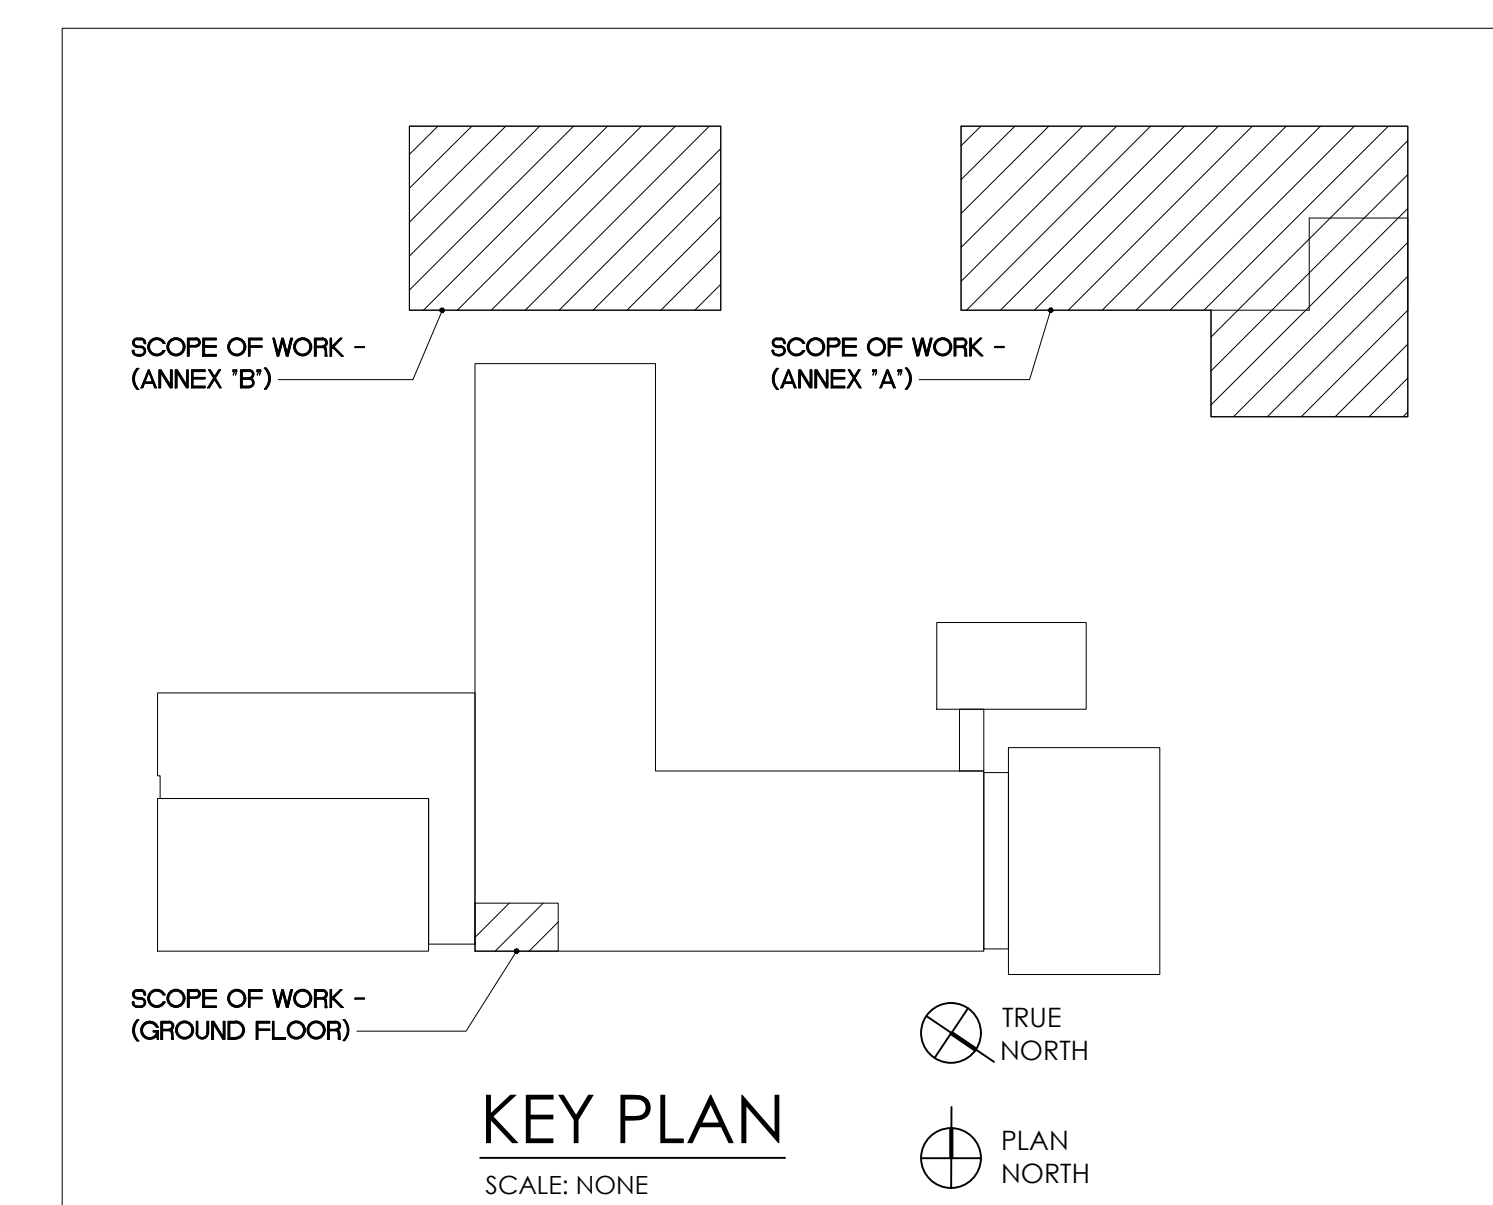 SCOPE OF WORK -
(ANNEX "B")
SCOPE OF WORK -
(ANNEX "A")
SCOPE OF WORK -
(GROUND FLOOR)
TRUE
NORTH
KEY PLAN
SCALE: NONE
PLAN
NORTH